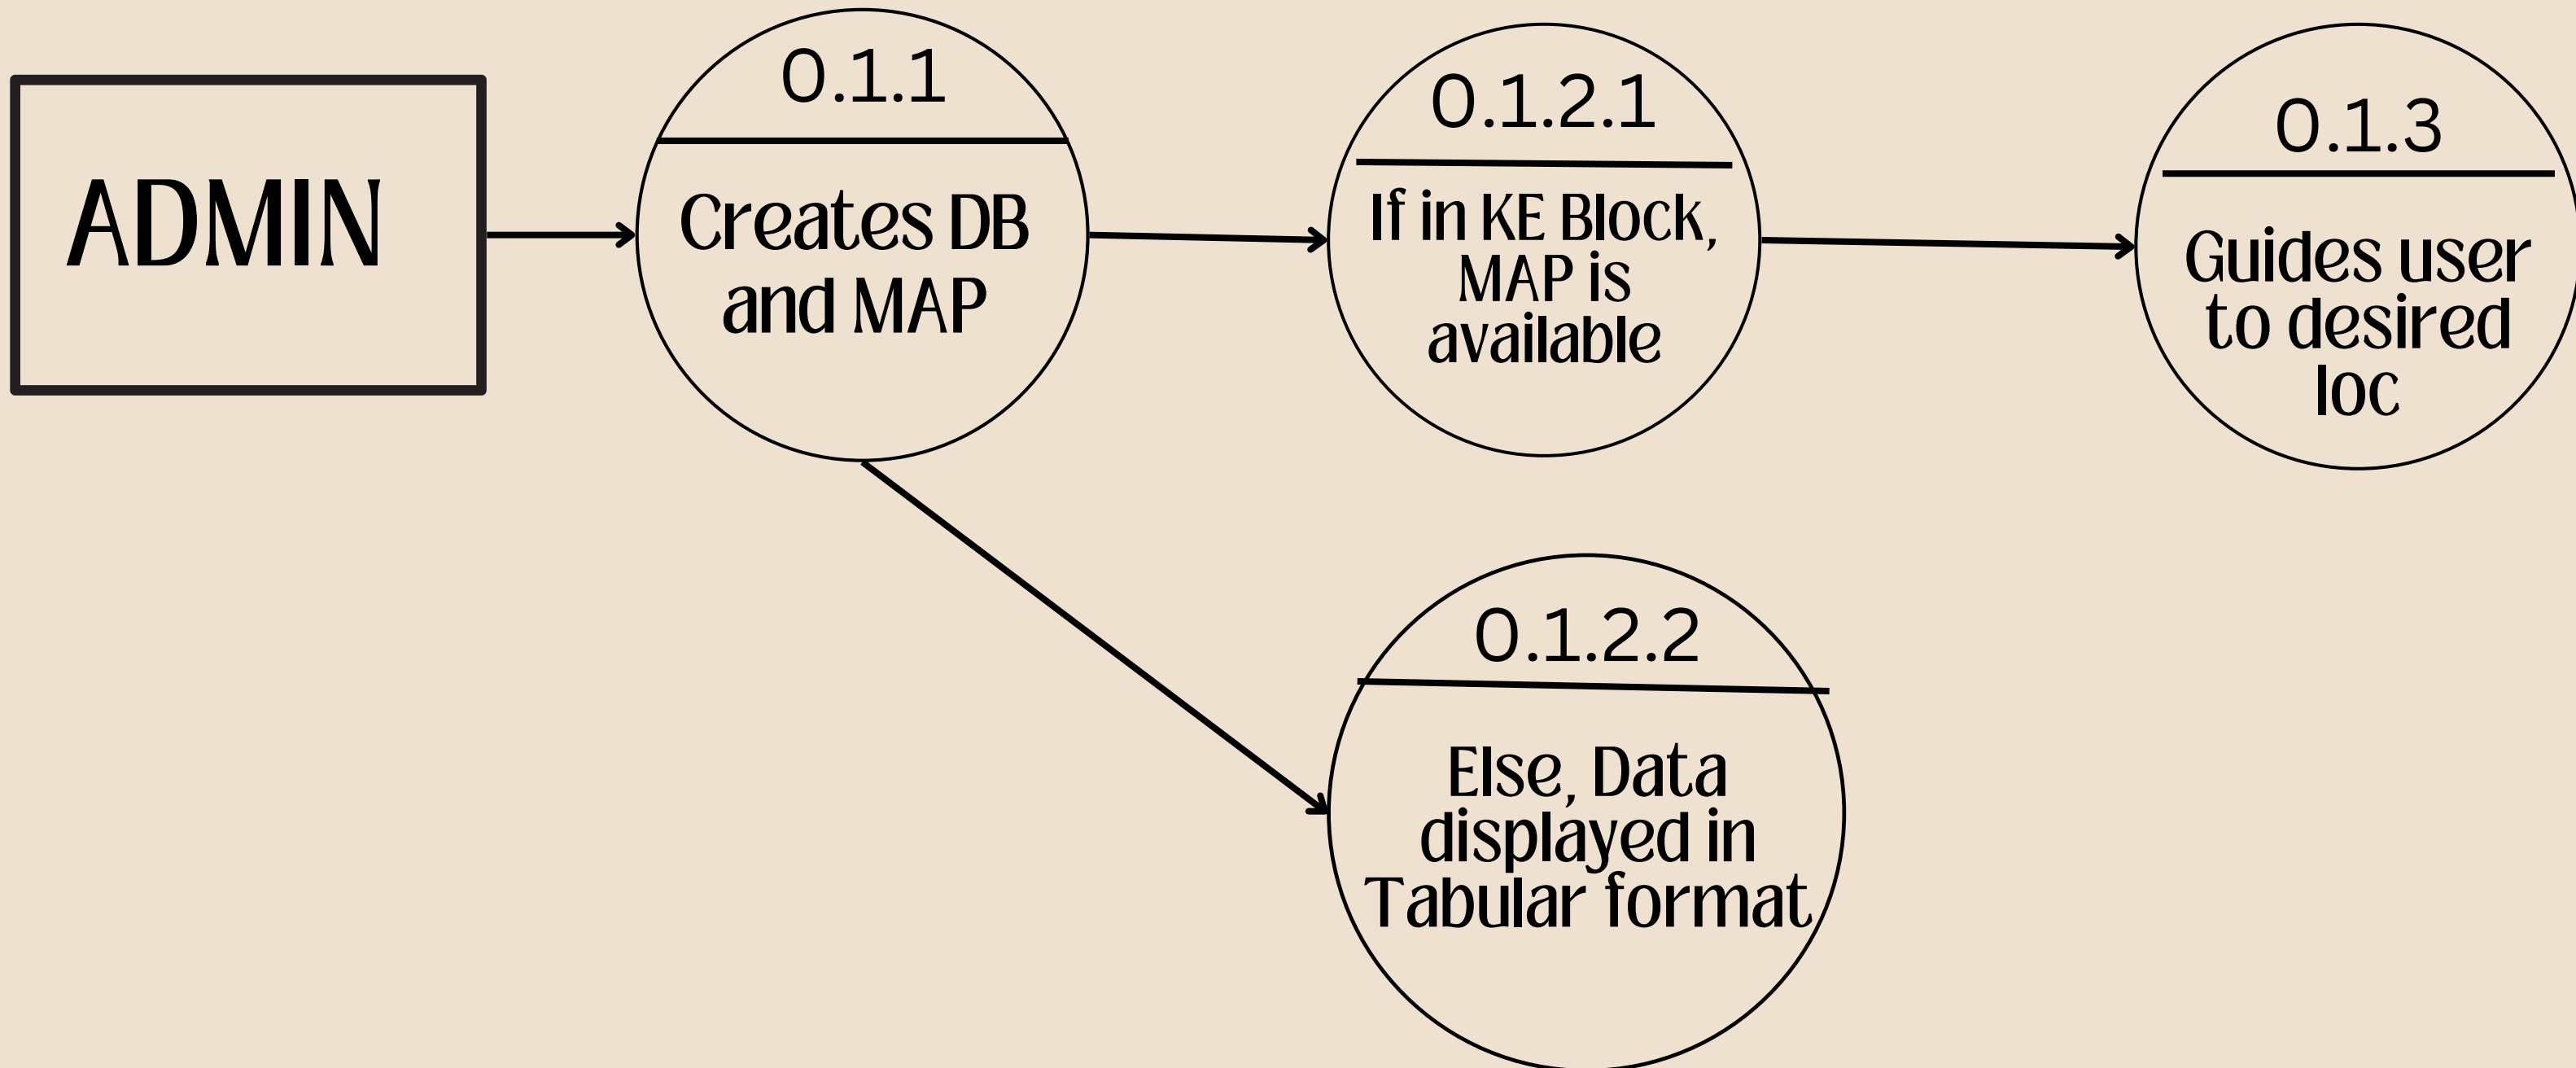 ADMIN
0.1.1
Creates DB
and MAP
0.1.2.1
If in KE Block,
MAP is
available
0.1.3
Guides user
to desired
loc
0.1.2.2
Else, Data
displayed in
Tabular format